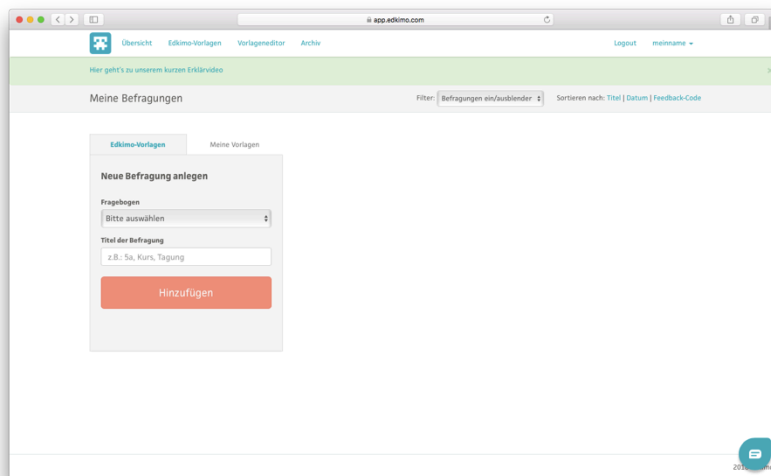 app.edkimo.com
Übersicht Edkimo-Vorlagen Vorlageneditor Archiv Logout meinname
Hier geht's zu unserem kurzen Erklärvideo
Meine Befragungen Filter: Befragungen ein/ausblender Sortieren nach: Titel | Datum | Feedback-Code
Edkimo-Vorlagen Meine Vorlagen
Neue Befragung anlegen
Fragebogen
Bitte auswählen
Titel der Befragung
z.B.: 5a, Kurs, Tagung
Hinzufügen